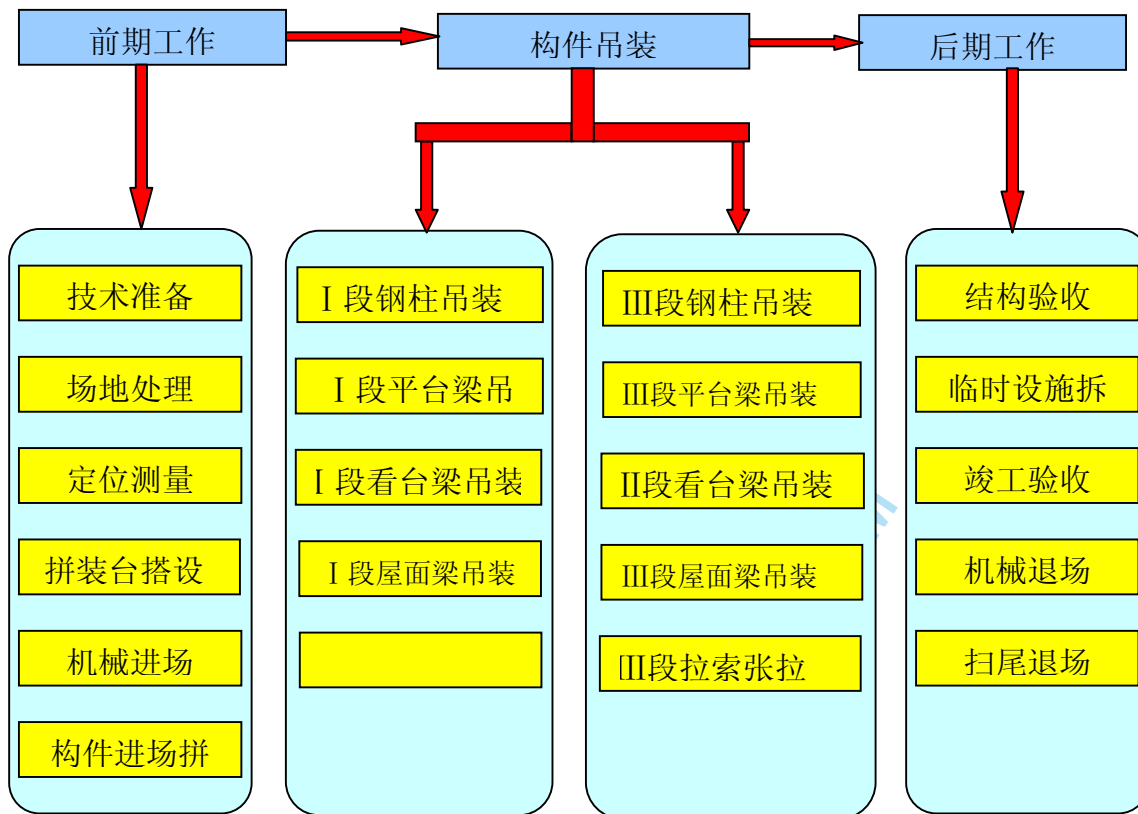 前期工作
构件吊装
后期工作
技术准备
场地处理
定位测量
拼装台搭设
机械进场
构件进场拼
Ⅰ段钢柱吊装
Ⅰ段平台梁吊
Ⅰ段看台梁吊装
Ⅰ段屋面梁吊装
Ⅲ段钢柱吊装
Ⅲ段平台梁吊装
Ⅱ段看台梁吊装
Ⅲ段屋面梁吊装
Ⅲ段拉索张拉
结构验收
临时设施拆
竣工验收
机械退场
扫尾退场